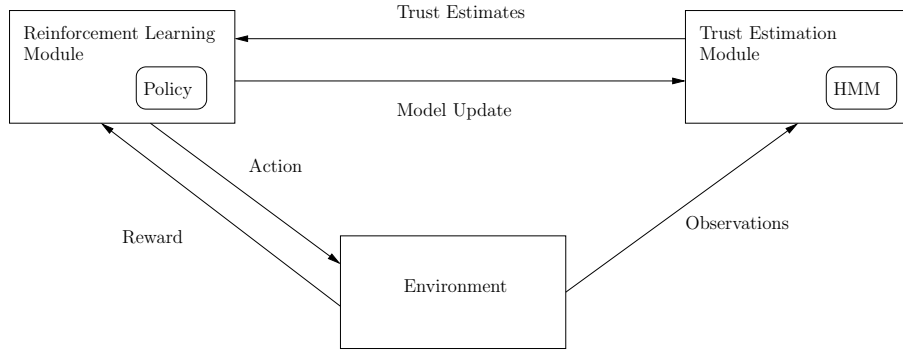 Trust Estimates
Reinforcement Learning
Module
Policy
Trust Estimation
Module
HMM
Model Update
Action
Reward
Observations
Environment